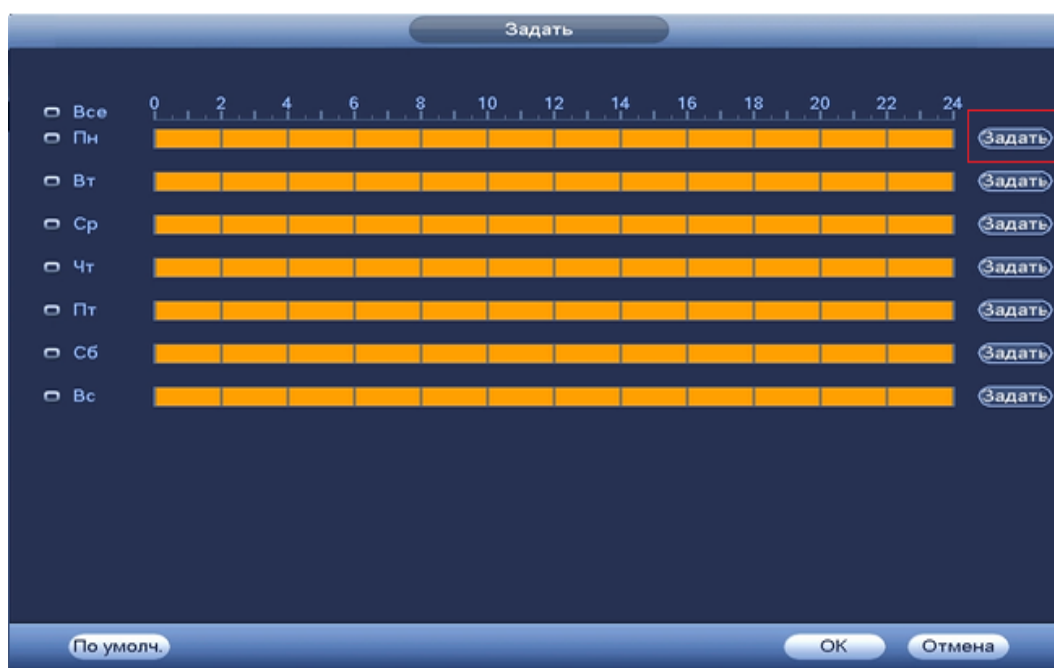 Задать
Все 0 2 4 6 8 10 12 14 16 18 20 22 24
Пн Задать
Вт Задать
Ср Задать
Чт Задать
Пт Задать
Сб Задать
Вс Задать
По умолч. OK Отмена